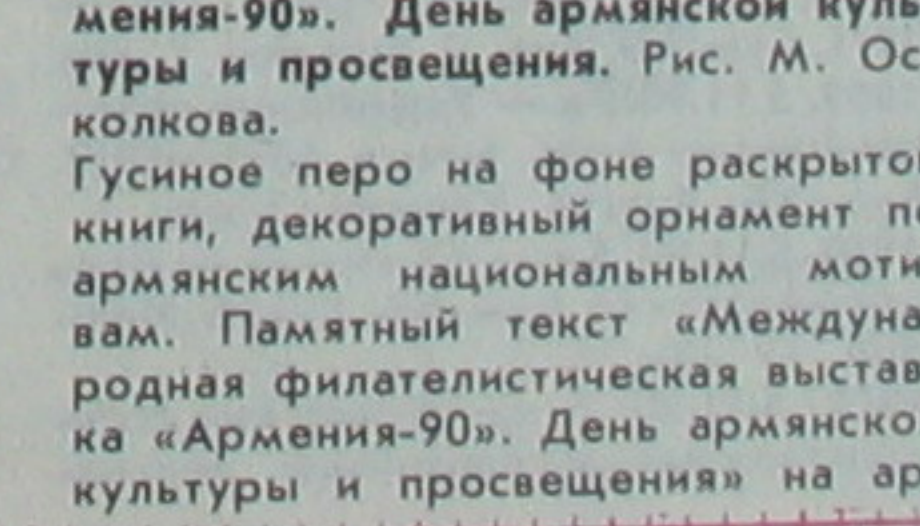 мения-90». День армянской куль
туры и просвещения. Рис. М. Ос
колкова.
Гусиное перо на фоне раскрыто
книги, декоративный орнамент п
армянским национальным моти
вам. Памятный текст «Междуна
родная филателистическая выстав
ка «Армения-90». День армянско
культуры и просвещения» на ар